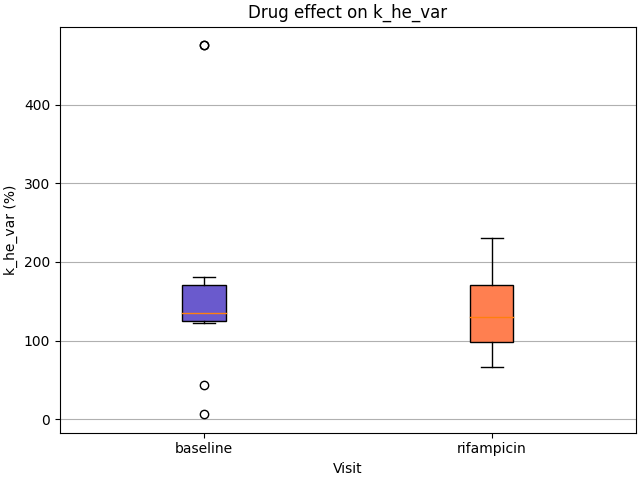 Drug effect on k_he_var
k_he_var (%)
400
300
200
100
0
baseline
rifampicin
Visit